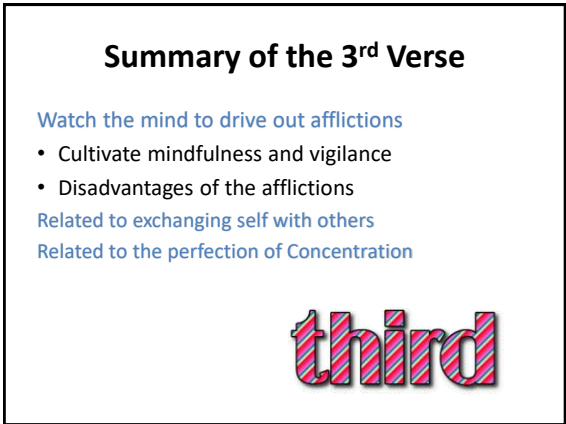 Summary of the 3rd Verse
Watch the mind to drive out afflictions
• Cultivate mindfulness and vigilance
• Disadvantages of the afflictions
Related to exchanging self with others
Related to the perfection of Concentration
third